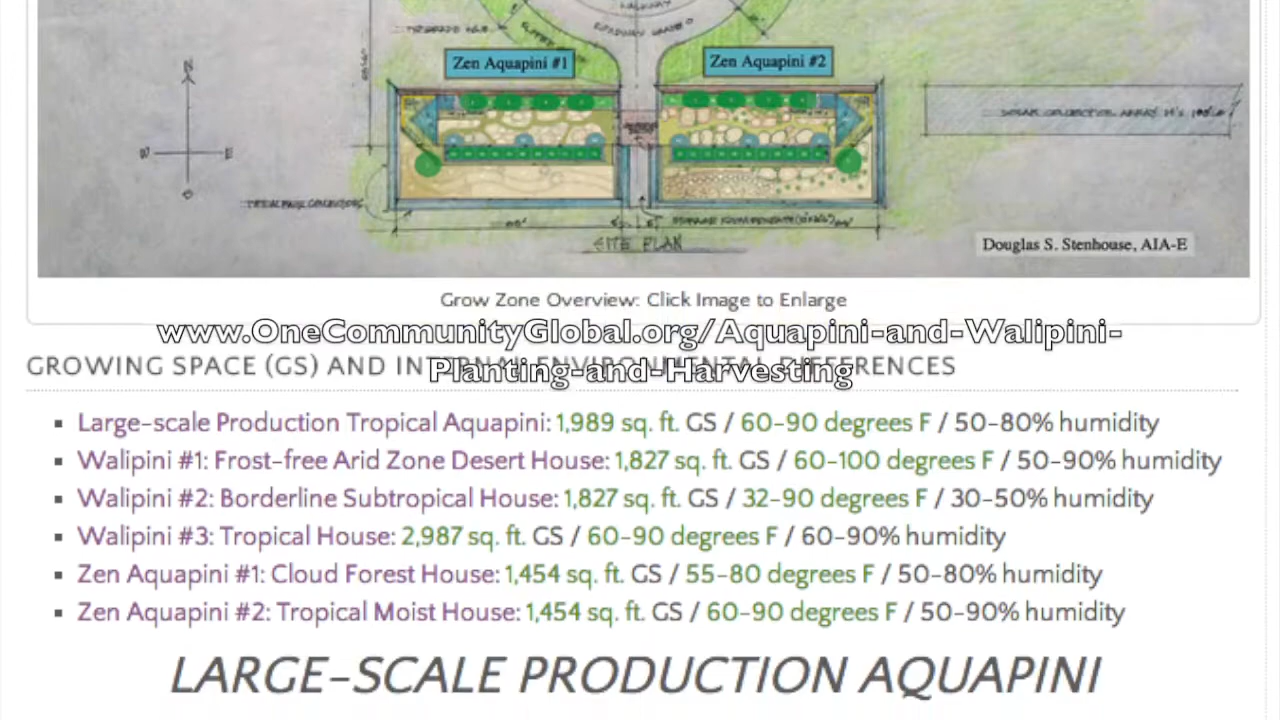 WALKWAY
Zen Aquapini #1
Zen Aquapini #2
N
W
E
SITE PLAN
Douglas S. Stenhouse, AIA-E
Grow Zone Overview: Click Image to Enlarge
www.OneCommunityGlobal.org/Aquapini-and-Walipini-
Planting-and-Harvesting
GROWING SPACE (GS) AND INTERNAL ENVIRONMENTAL DIFFERENCES
▪ Large-scale Production Tropical Aquapini: 1,989 sq. ft. GS / 60-90 degrees F / 50-80% humidity
▪ Walipini #1: Frost-free Arid Zone Desert House: 1,827 sq. ft. GS / 60-100 degrees F / 50-90% humidity
▪ Walipini #2: Borderline Subtropical House: 1,827 sq. ft. GS / 32-90 degrees F / 30-50% humidity
▪ Walipini #3: Tropical House: 2,987 sq. ft. GS / 60-90 degrees F / 60-90% humidity
▪ Zen Aquapini #1: Cloud Forest House: 1,454 sq. ft. GS / 55-80 degrees F / 50-80% humidity
▪ Zen Aquapini #2: Tropical Moist House: 1,454 sq. ft. GS / 60-90 degrees F / 50-90% humidity
LARGE-SCALE PRODUCTION AQUAPINI